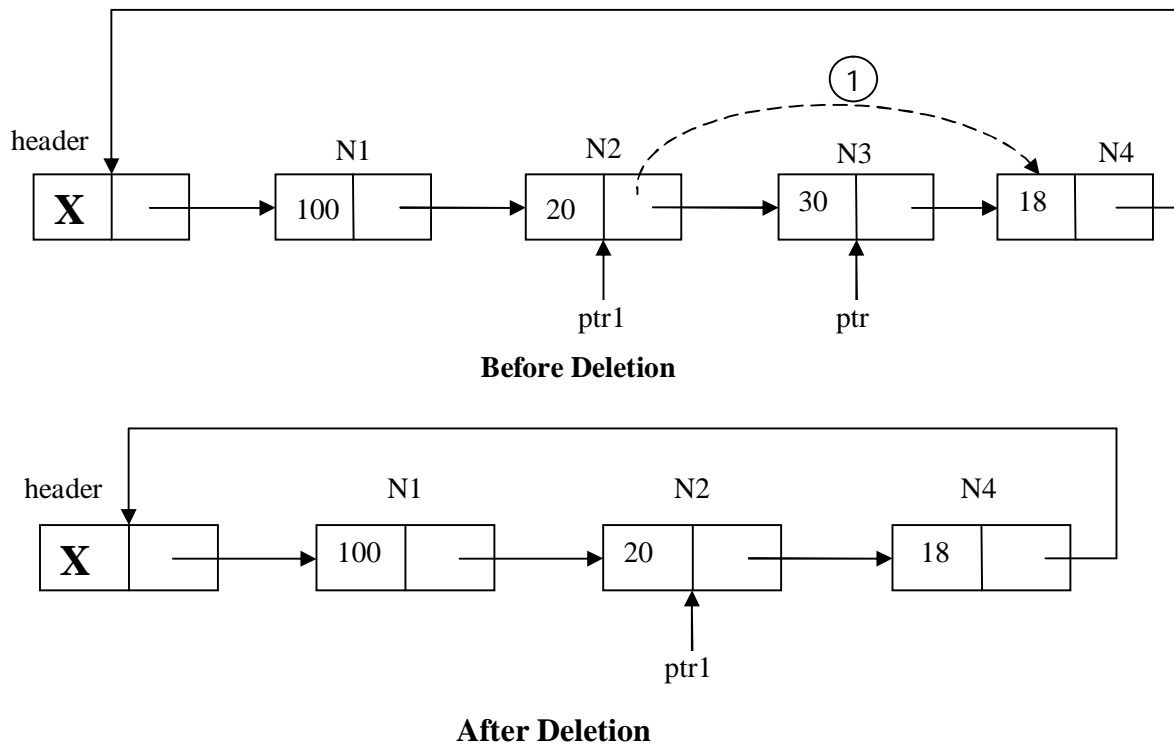 1
header
N1
N2
N3
N4
X
100
20
30
18
ptr1
ptr
Before Deletion
header
N1
N2
N4
X
100
20
18
ptr1
After Deletion